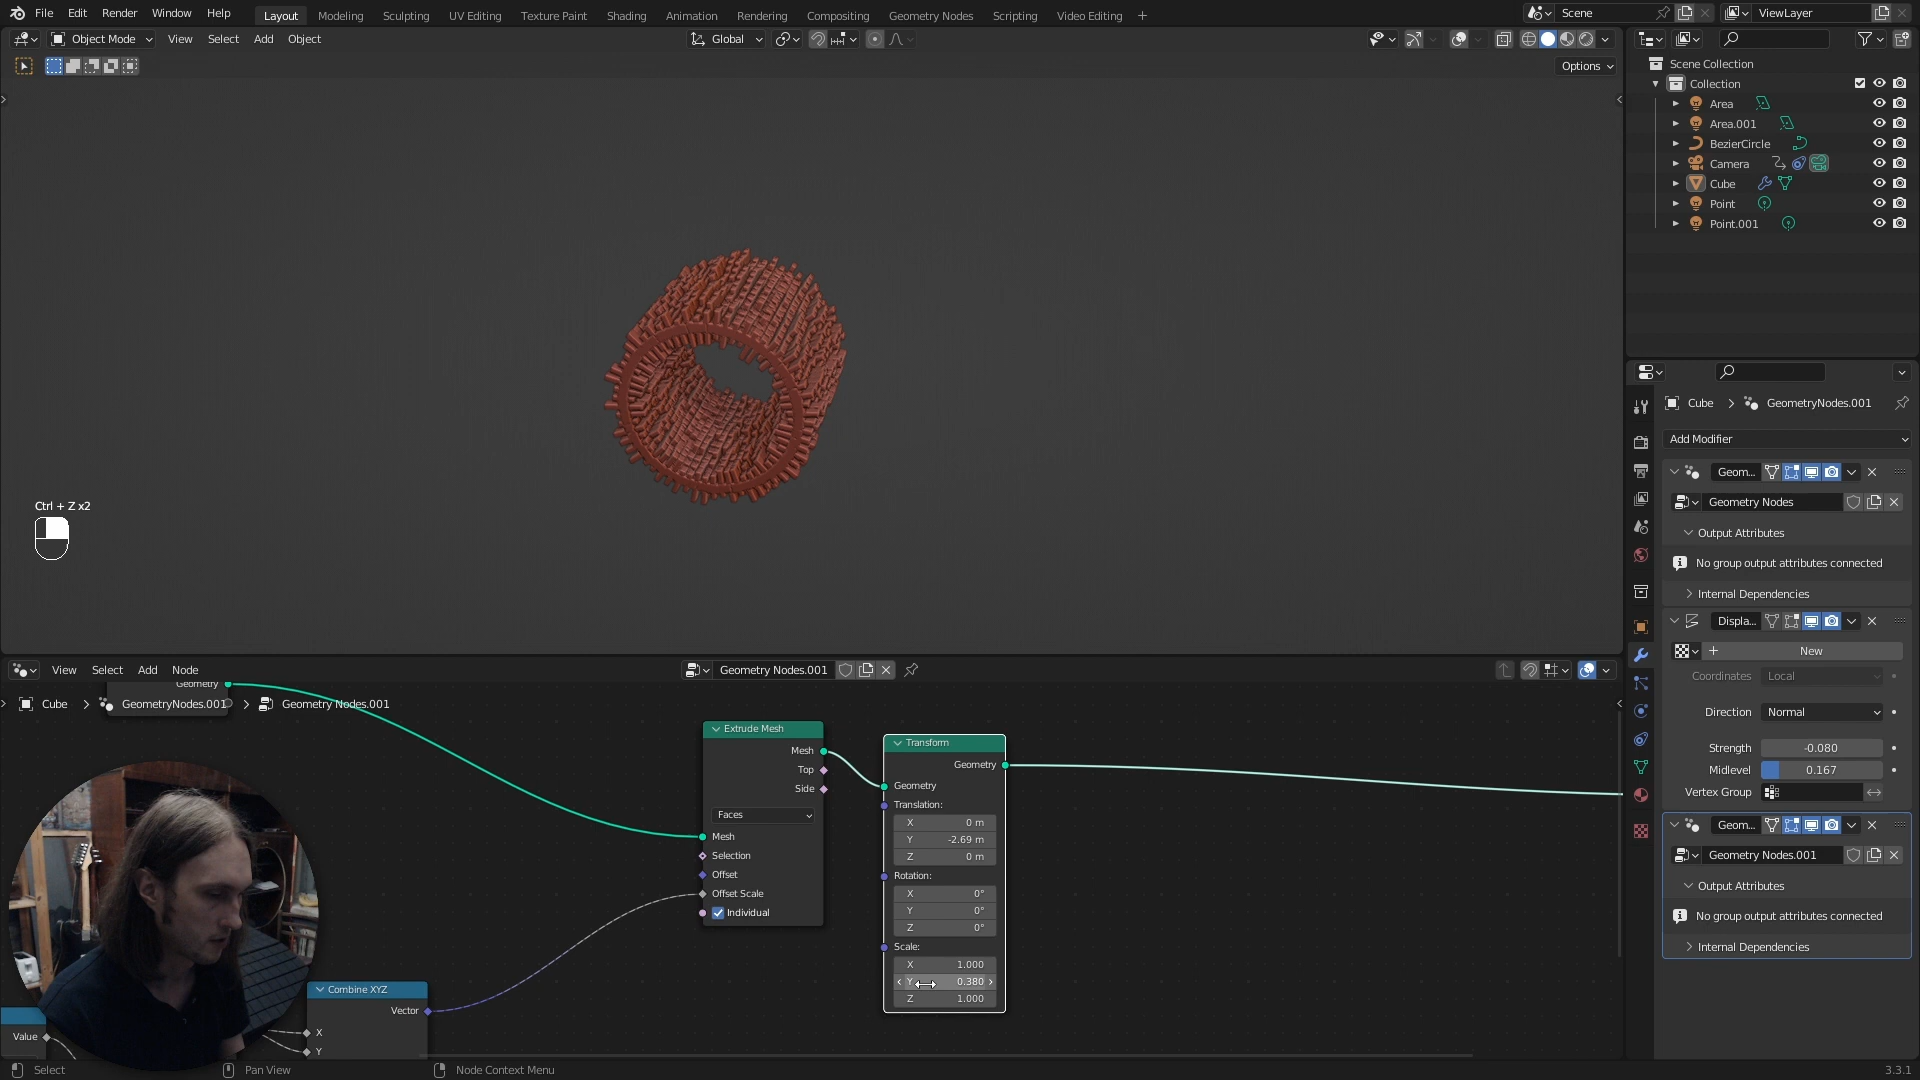 File Edit Render Window Help Layout Modeling Sculpting UV Editing Texture Paint Shading Animation Rendering Compositing Geometry Nodes Scripting Video Editing + Scene ViewLayer
Object Mode View Select Add Object Global
Options
Scene Collection
Collection
Area
Area.001
BezierCircle
Camera
Cube
Point
Point.001
Ctrl + Z x2
Cube > GeometryNodes.001
Add Modifier
Geom...
Geometry Nodes
Output Attributes
No group output attributes connected
Internal Dependencies
Displa...
New
Coordinates Local
Direction Normal
Strength -0.080
Midlevel 0.167
Vertex Group
Geom...
Geometry Nodes.001
Output Attributes
No group output attributes connected
Internal Dependencies
View Select Add Node Geometry Nodes.001
Geometry
Cube > GeometryNodes.001 > Geometry Nodes.001
Extrude Mesh
Mesh
Top
Side
Faces
Mesh
Selection
Offset
Offset Scale
Individual
Transform
Geometry
Geometry
Translation:
X 0 m
Y -2.69 m
Z 0 m
Rotation:
X 0°
Y 0°
Z 0°
Scale:
X 1.000
Y 0.380
Z 1.000
Combine XYZ
Vector
X
Y
Value
Select Pan View Node Context Menu 3.3.1